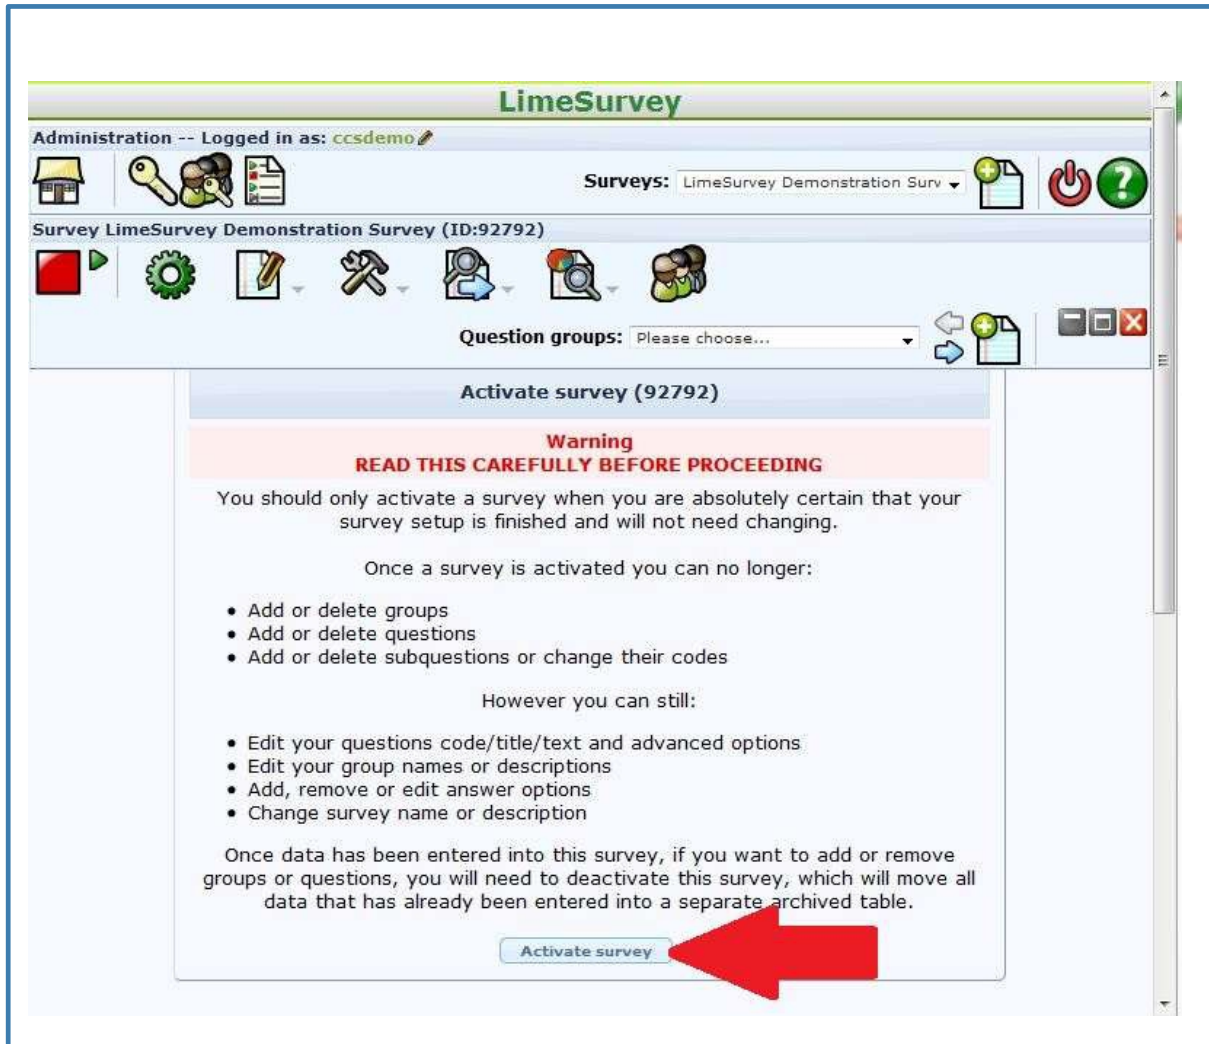 LimeSurvey
Administration -- Logged in as: ccsdemo
Surveys: LimeSurvey Demonstration Surv
Survey LimeSurvey Demonstration Survey (ID:92792)
Question groups: Please choose...
Activate survey (92792)
Warning
READ THIS CAREFULLY BEFORE PROCEEDING
You should only activate a survey when you are absolutely certain that your
survey setup is finished and will not need changing.
Once a survey is activated you can no longer:
• Add or delete groups
• Add or delete questions
• Add or delete subquestions or change their codes
However you can still:
• Edit your questions code/title/text and advanced options
• Edit your group names or descriptions
• Add, remove or edit answer options
• Change survey name or description
Once data has been entered into this survey, if you want to add or remove
groups or questions, you will need to deactivate this survey, which will move all
data that has already been entered into a separate archived table.
Activate survey